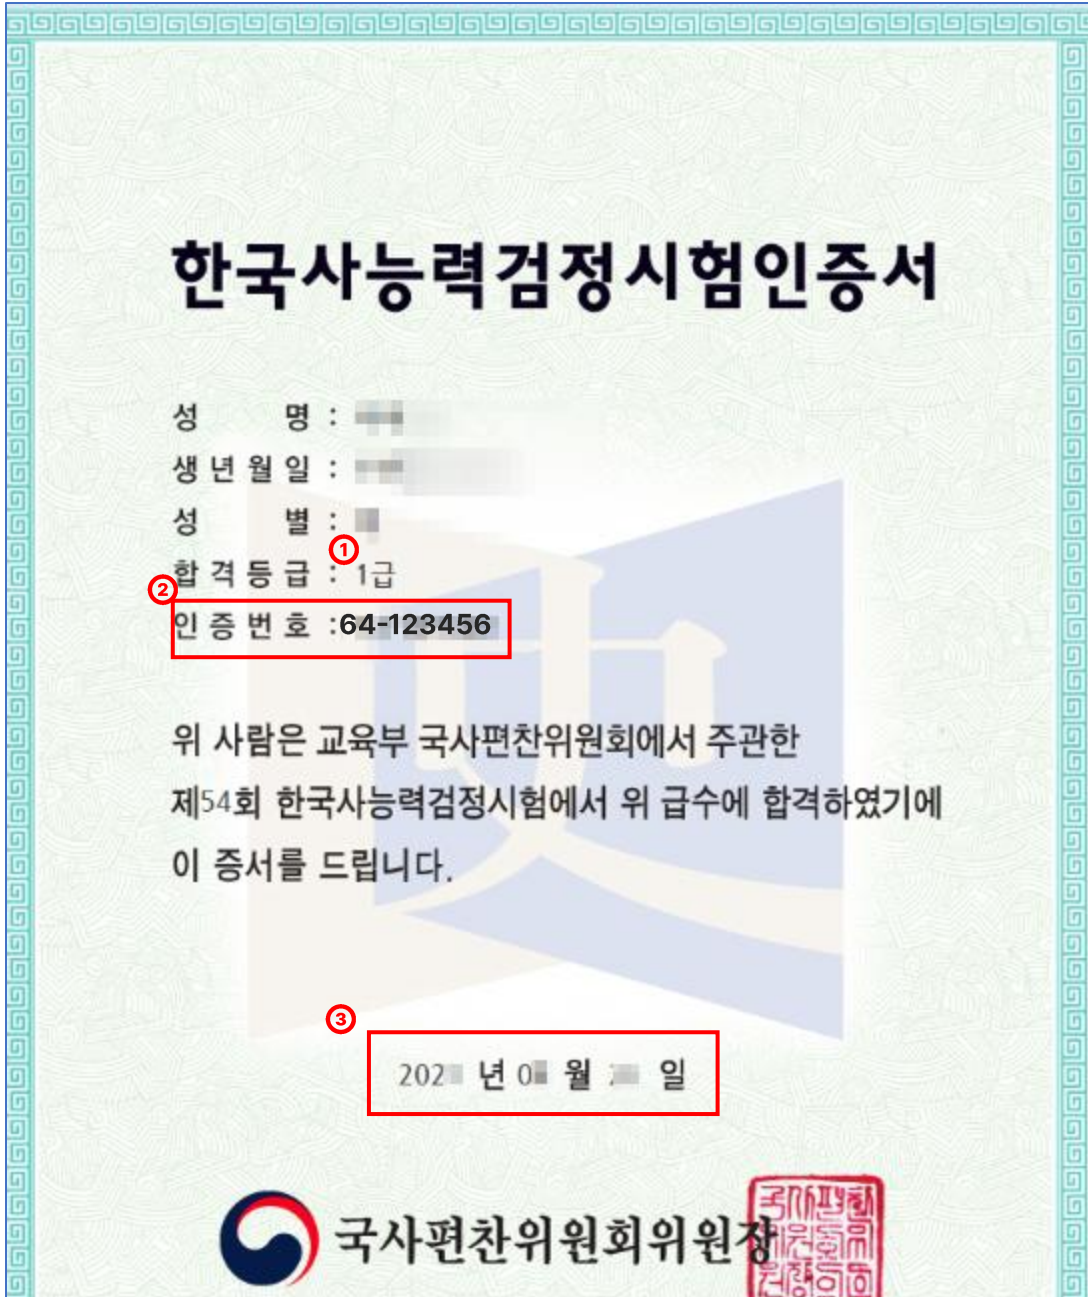 한국사능력검정시험인증서
성 명 :
생년월일 :
성 별 :
①
합격등급 : 1급
②
인증번호 :64-123456
위 사람은 교육부 국사편찬위원회에서 주관한
제54회 한국사능력검정시험에서 위 급수에 합격하였기에
이 증서를 드립니다.
③
202 년 0 월 일
국사편찬위원회위원장